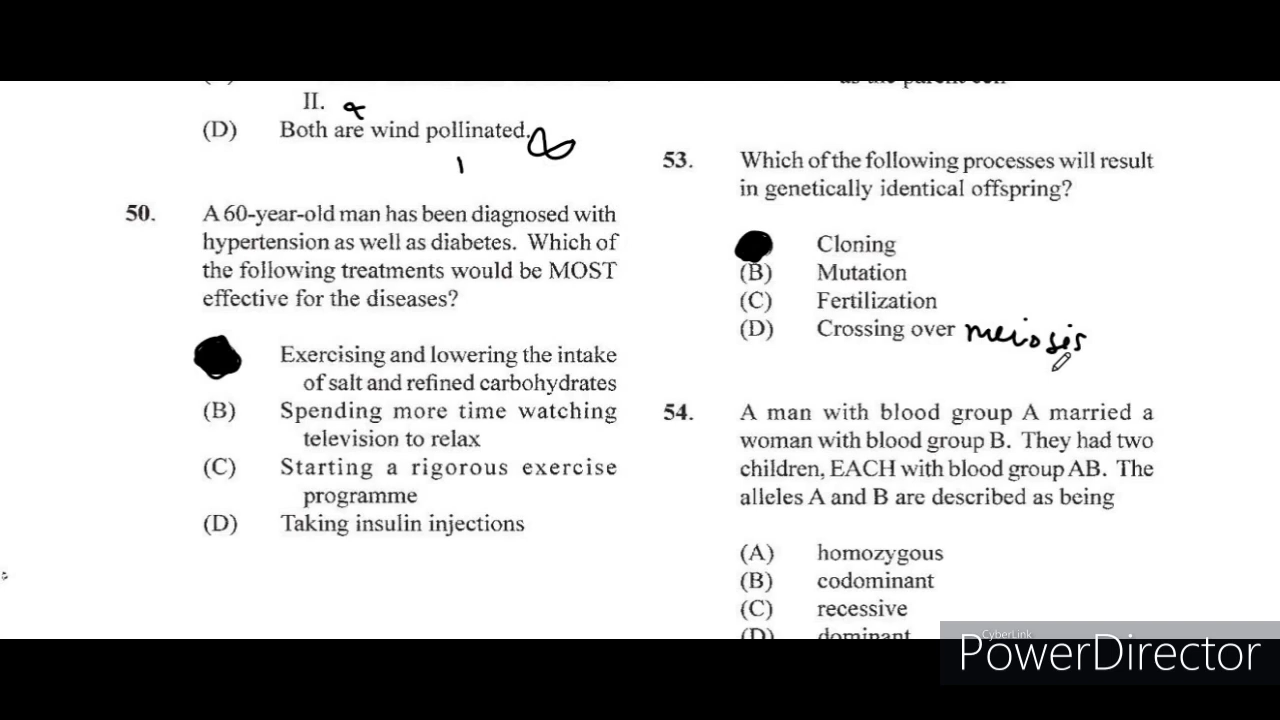 II.
(D) Both are wind pollinated.
50. A 60-year-old man has been diagnosed with
hypertension as well as diabetes. Which of
the following treatments would be MOST
effective for the diseases?
Exercising and lowering the intake
of salt and refined carbohydrates
(B) Spending more time watching
television to relax
(C) Starting a rigorous exercise
programme
(D) Taking insulin injections
53. Which of the following processes will result
in genetically identical offspring?
Cloning
(B) Mutation
(C) Fertilization
(D) Crossing over meiosis
54. A man with blood group A married a
woman with blood group B. They had two
children, EACH with blood group AB. The
alleles A and B are described as being
(A) homozygous
(B) codominant
(C) recessive
(D) dominant
CyberLink
PowerDirector